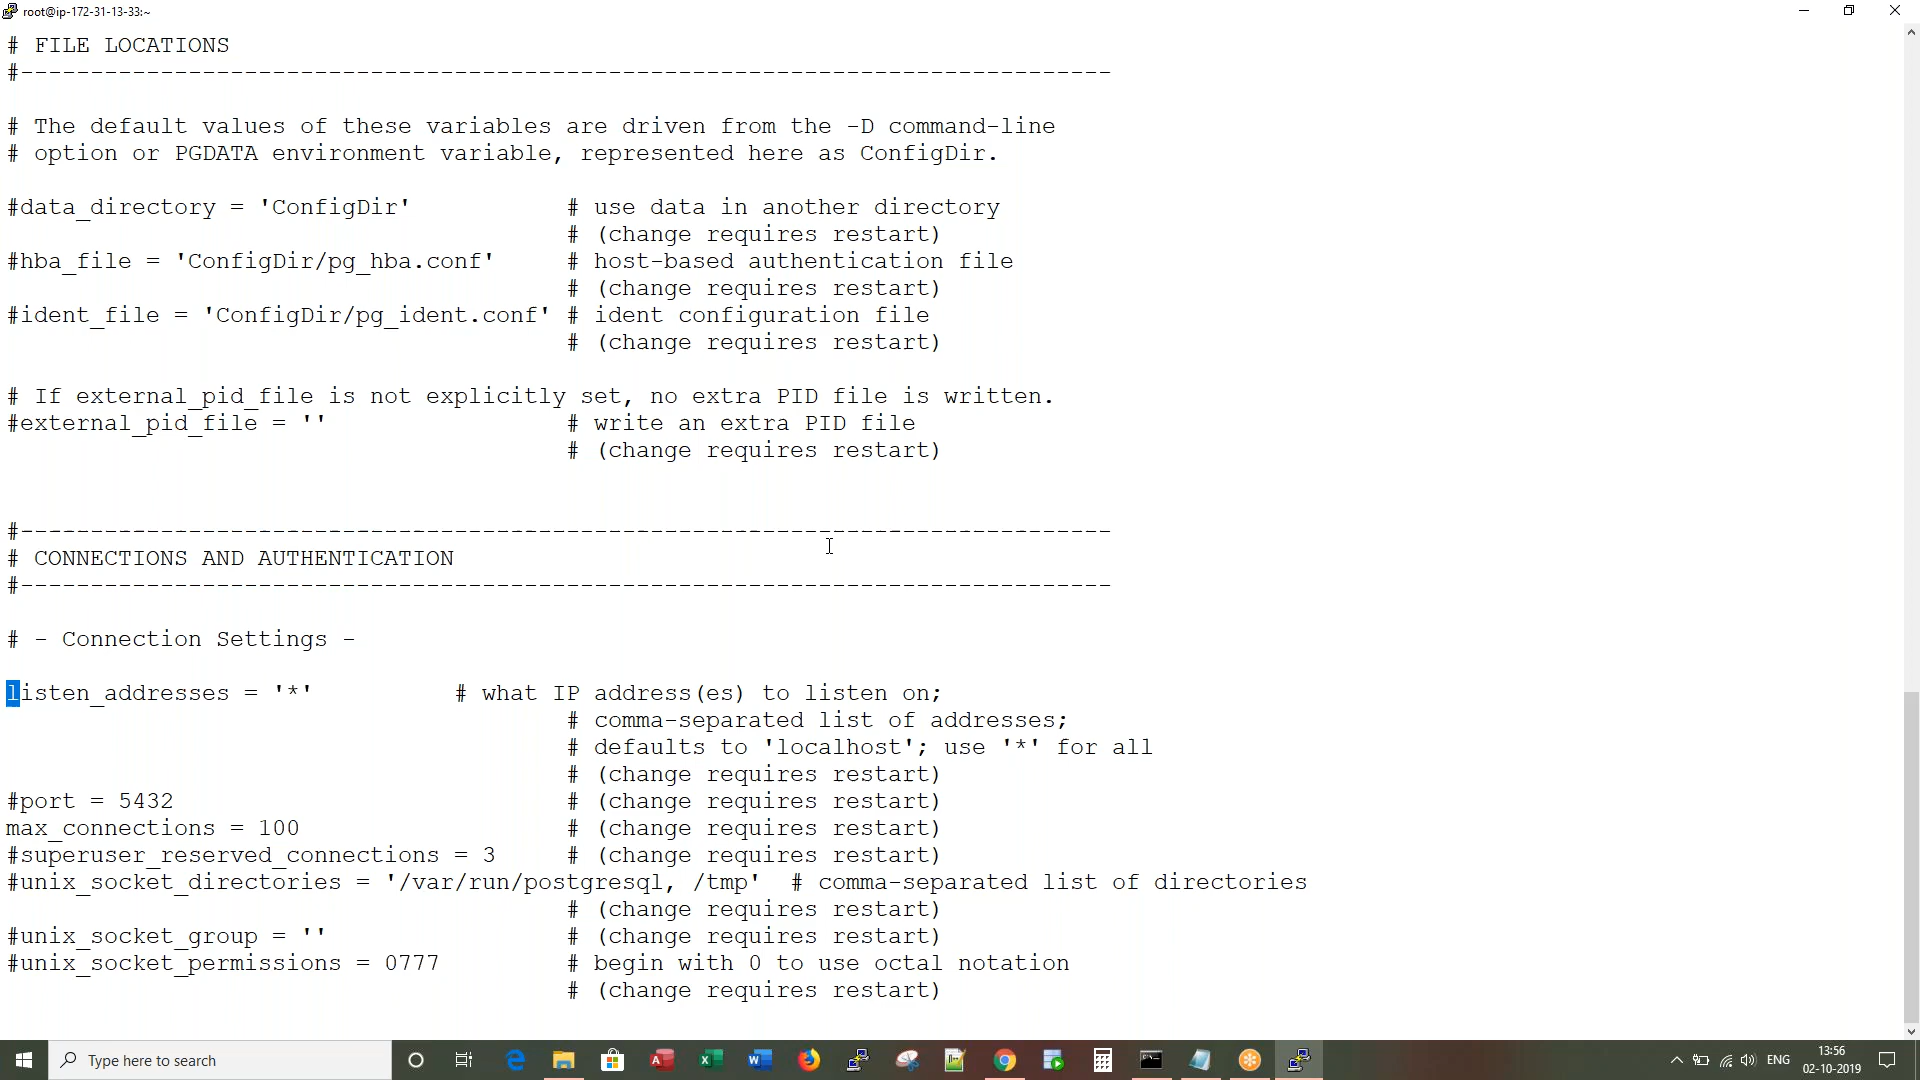 root@ip-172-31-13-33:~
# FILE LOCATIONS
#------------------------------------------------------------------------------
# The default values of these variables are driven from the -D command-line
# option or PGDATA environment variable, represented here as ConfigDir.
#data_directory = 'ConfigDir' # use data in another directory
# (change requires restart)
#hba_file = 'ConfigDir/pg_hba.conf' # host-based authentication file
# (change requires restart)
#ident_file = 'ConfigDir/pg_ident.conf' # ident configuration file
# (change requires restart)
# If external_pid_file is not explicitly set, no extra PID file is written.
#external_pid_file = '' # write an extra PID file
# (change requires restart)
#------------------------------------------------------------------------------
# CONNECTIONS AND AUTHENTICATION
#------------------------------------------------------------------------------
# - Connection Settings -
listen_addresses = '*' # what IP address(es) to listen on;
# comma-separated list of addresses;
# defaults to 'localhost'; use '*' for all
# (change requires restart)
#port = 5432 # (change requires restart)
max_connections = 100 # (change requires restart)
#superuser_reserved_connections = 3 # (change requires restart)
#unix_socket_directories = '/var/run/postgresql, /tmp' # comma-separated list of directories
# (change requires restart)
#unix_socket_group = '' # (change requires restart)
#unix_socket_permissions = 0777 # begin with 0 to use octal notation
# (change requires restart)
Type here to search
ENG
13:56
02-10-2019